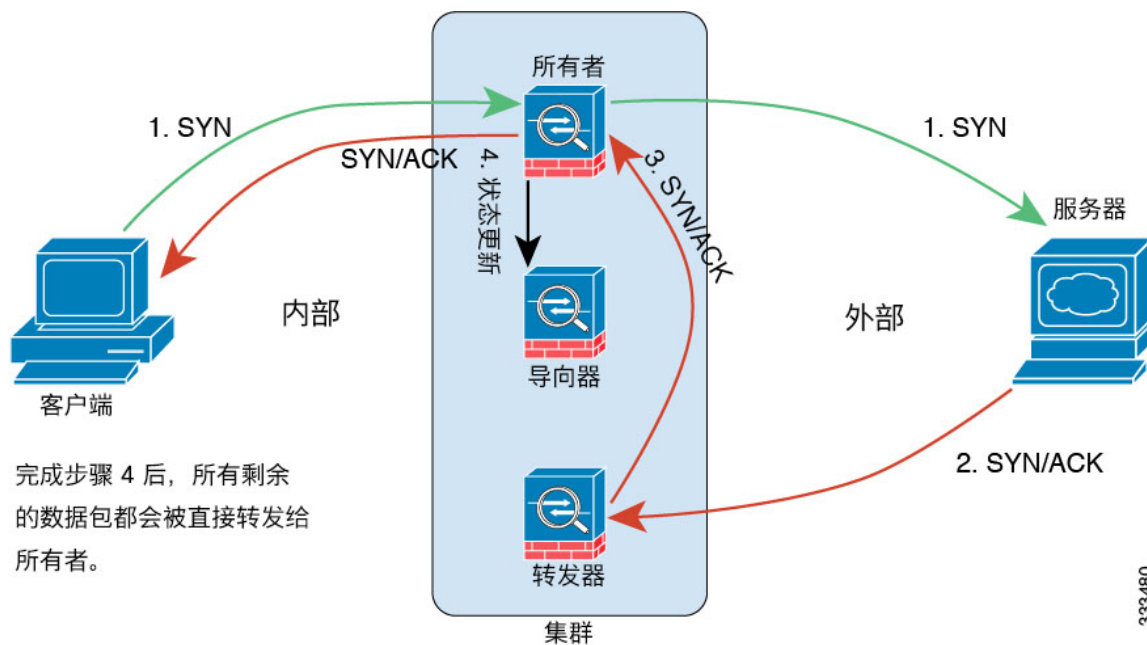 所有者
1. SYN
1. SYN
SYN/ACK
4. 状态更新
3. SYN/ACK
服务器
内部
外部
导向器
客户端
2. SYN/ACK
完成步骤 4 后，所有剩余
的数据包都会被直接转发给
所有者。
转发器
集群
333480